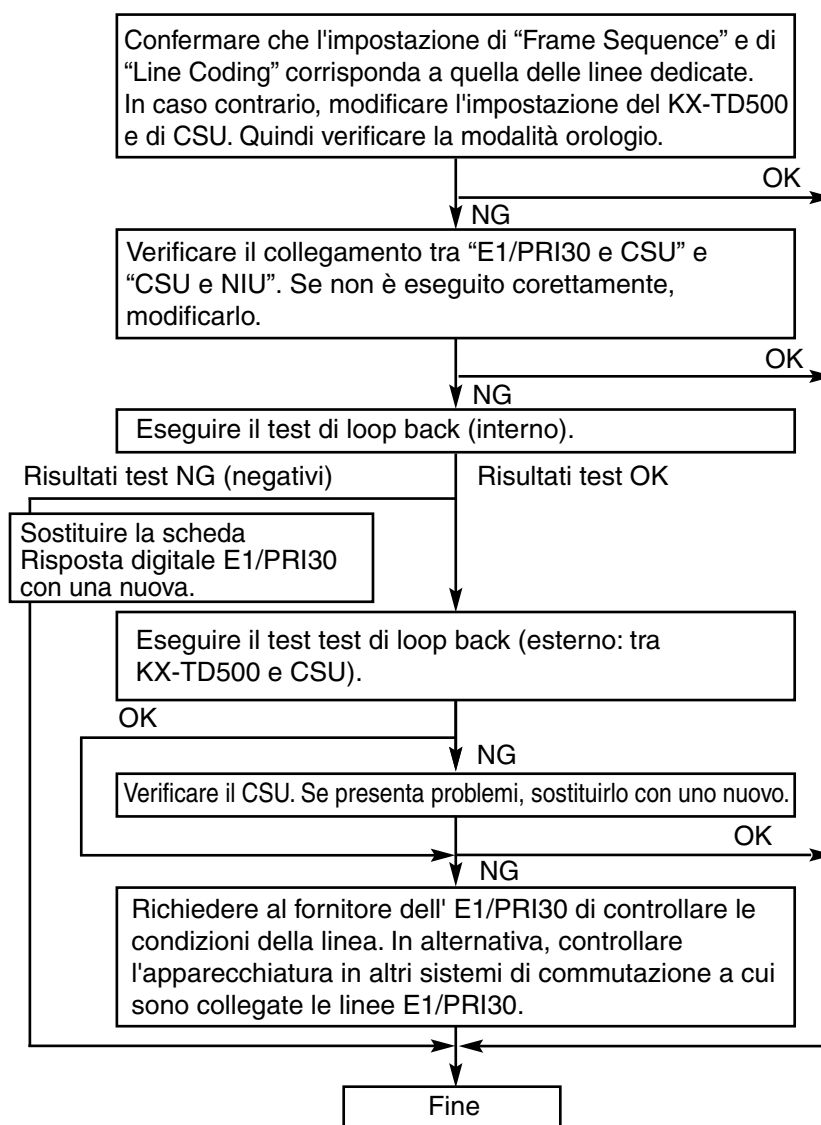 Confermare che l'impostazione di “Frame Sequence” e di
“Line Coding” corrisponda a quella delle linee dedicate.
In caso contrario, modificare l'impostazione del KX-TD500
e di CSU. Quindi verificare la modalità orologio.
OK
NG
Verificare il collegamento tra “E1/PRI30 e CSU” e
“CSU e NIU”. Se non è eseguito corettamente,
modificarlo.
OK
NG
Eseguire il test di loop back (interno).
Risultati test NG (negativi)
Risultati test OK
Sostituire la scheda
Risposta digitale E1/PRI30
con una nuova.
Eseguire il test test di loop back (esterno: tra
KX-TD500 e CSU).
OK
NG
Verificare il CSU. Se presenta problemi, sostituirlo con uno nuovo.
OK
NG
Richiedere al fornitore dell' E1/PRI30 di controllare le
condizioni della linea. In alternativa, controllare
l'apparecchiatura in altri sistemi di commutazione a cui
sono collegate le linee E1/PRI30.
Fine